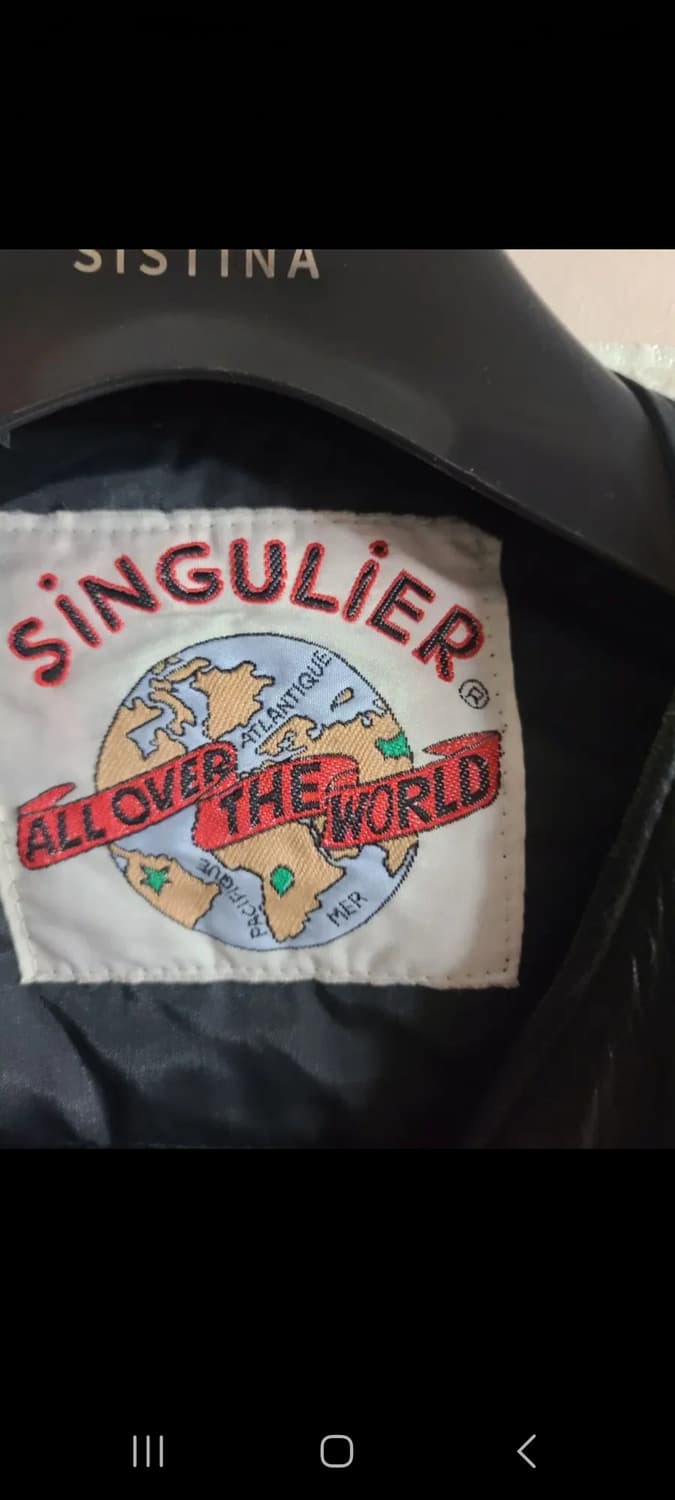 SISTINA
SiNGULiER
®
ATLANTIQUE
ALL OVER THE WORLD
PACIFIQUE
MER